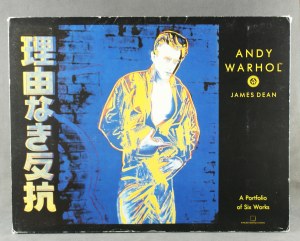 理由なき反抗
ANDY
WARHOL
JAMES DEAN
A Portfolio
of Six Works